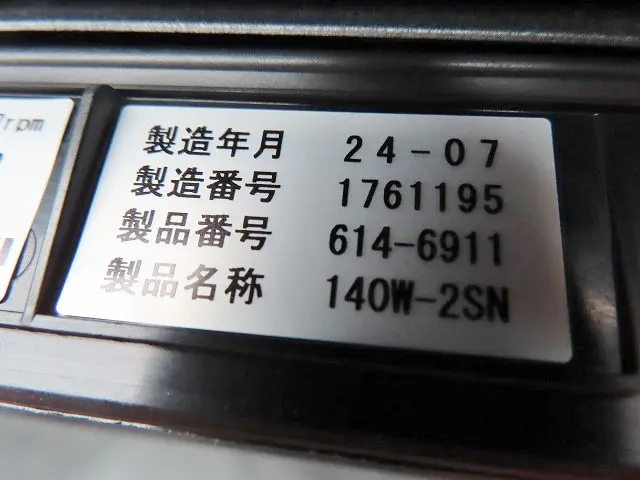 rpm
製造年月 24-07
製造番号 1761195
製品番号 614-6911
製品名称 140W-2SN